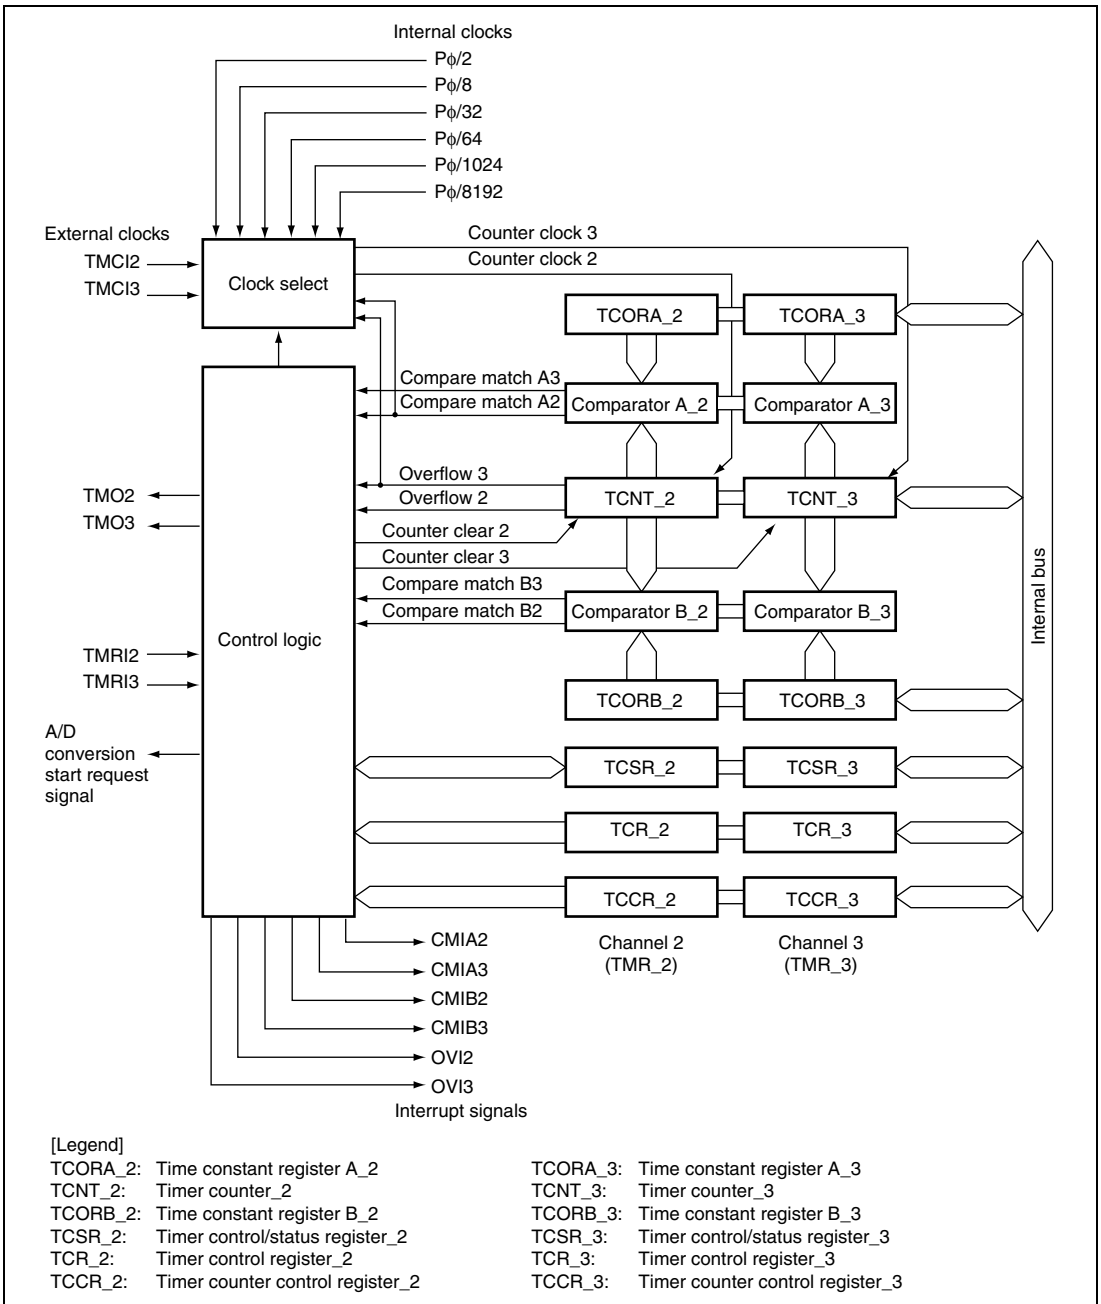 Internal clocks
Pϕ/2
Pϕ/8
Pϕ/32
Pϕ/64
Pϕ/1024
Pϕ/8192
External clocks
TMCI2
TMCI3
Clock select
Counter clock 3
Counter clock 2
TCORA_2
TCORA_3
Compare match A3
Compare match A2
Comparator A_2
Comparator A_3
TMO2
TMO3
Overflow 3
Overflow 2
TCNT_2
TCNT_3
Counter clear 2
Counter clear 3
Compare match B3
Compare match B2
Comparator B_2
Comparator B_3
Internal bus
Control logic
TMRI2
TMRI3
TCORB_2
TCORB_3
A/D
conversion
start request
signal
TCSR_2
TCSR_3
TCR_2
TCR_3
TCCR_2
TCCR_3
Channel 2
(TMR_2)
Channel 3
(TMR_3)
CMIA2
CMIA3
CMIB2
CMIB3
OVI2
OVI3
Interrupt signals
[Legend]
TCORA_2: Time constant register A_2
TCNT_2: Timer counter_2
TCORB_2: Time constant register B_2
TCSR_2: Timer control/status register_2
TCR_2: Timer control register_2
TCCR_2: Timer counter control register_2
TCORA_3: Time constant register A_3
TCNT_3: Timer counter_3
TCORB_3: Time constant register B_3
TCSR_3: Timer control/status register_3
TCR_3: Timer control register_3
TCCR_3: Timer counter control register_3